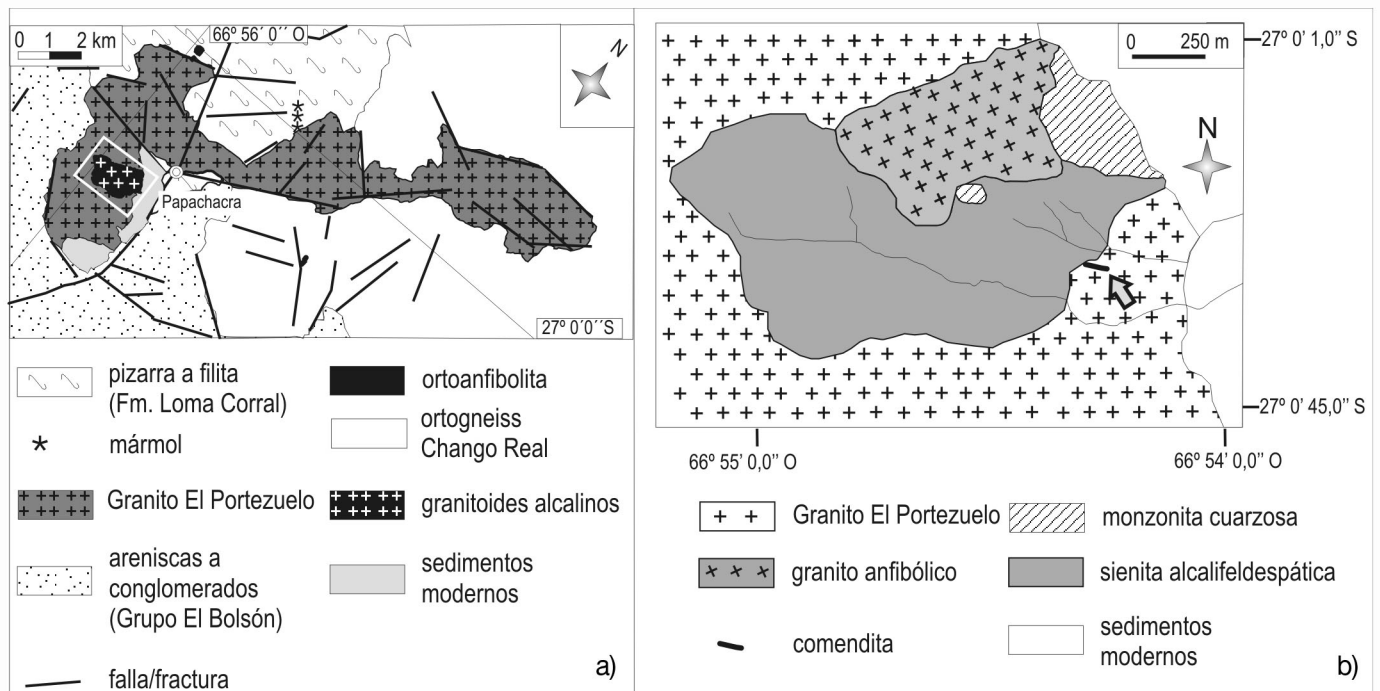 0 1 2 km
66º 56´ 0´´ O
N
Papachacra
27º 0´0´´S
pizarra a filita
(Fm. Loma Corral)
mármol
Granito El Portezuelo
areniscas a
conglomerados
(Grupo El Bolsón)
falla/fractura
ortoanfibolita
ortogneiss
Chango Real
granitoides alcalinos
sedimentos
modernos
a)
0 250 m
27º 0’ 1,0’’ S
N
27º 0’ 45,0’’ S
66º 55’ 0,0’’ O
66º 54’ 0,0’’ O
Granito El Portezuelo
granito anfibólico
comendita
monzonita cuarzosa
sienita alcalifeldespática
sedimentos
modernos
b)